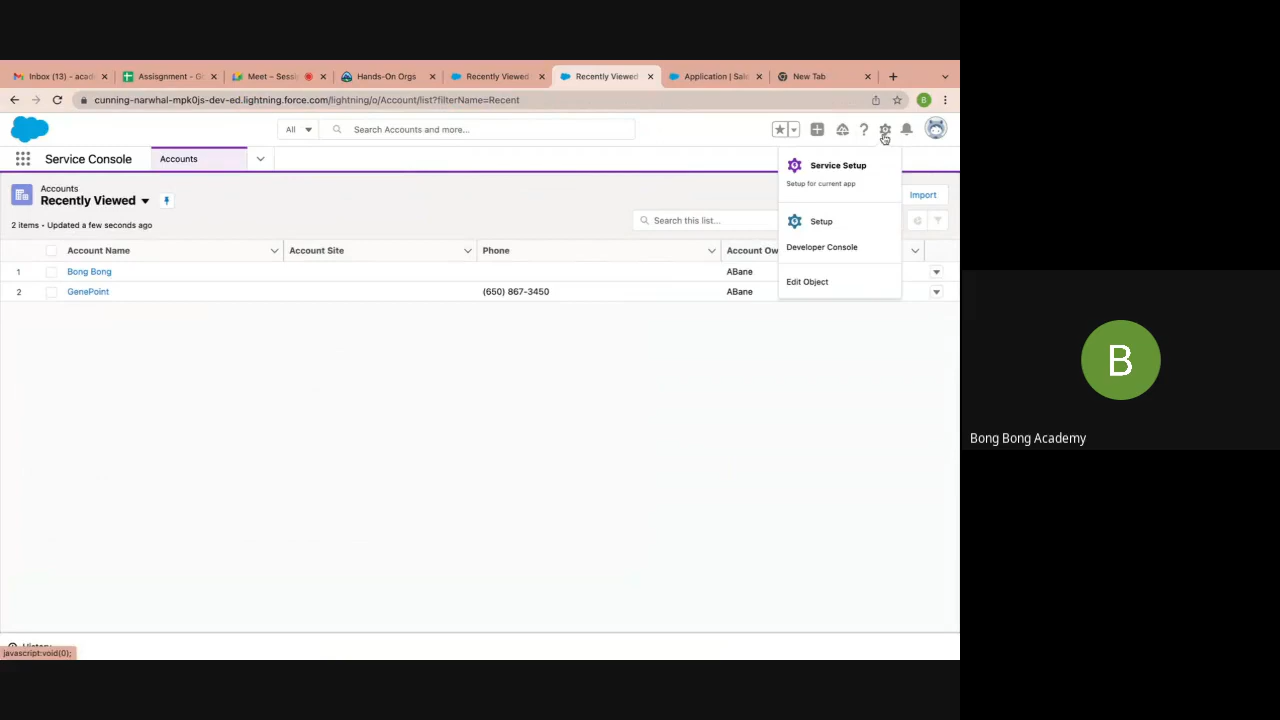 Inbox (13) - acad
Assisgnment - G
Meet – Sessi
Hands-On Orgs
Recently Viewed
Recently Viewed
Application | Sale
New Tab
cunning-narwhal-mpk0js-dev-ed.lightning.force.com/lightning/o/Account/list?filterName=Recent
B
All
Search Accounts and more...
Service Console
Accounts
Service Setup
Setup for current app
Accounts
Recently Viewed
Import
2 items • Updated a few seconds ago
Search this list...
Setup
Developer Console
Account Name
Account Site
Phone
Account Ow
1
Bong Bong
ABane
Edit Object
2
GenePoint
(650) 867-3450
ABane
B
Bong Bong Academy
History
javascript:void(0);